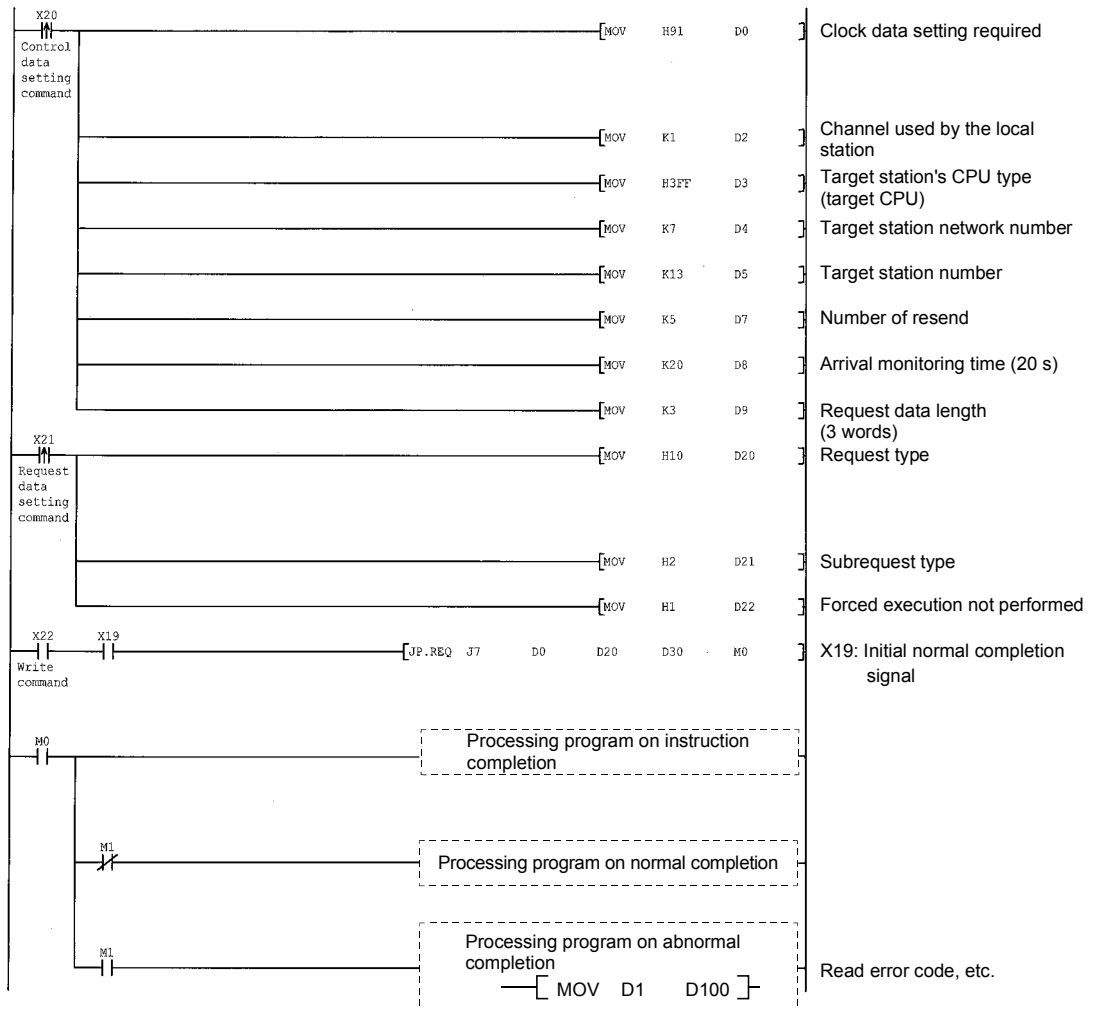 X20
[MOV H91 D0 ] Clock data setting required
Control
data
setting
command
[MOV K1 D2 ] Channel used by the local
station
[MOV H3FF D3 ] Target station's CPU type
(target CPU)
[MOV K7 D4 ] Target station network number
[MOV K13 D5 ] Target station number
[MOV K5 D7 ] Number of resend
[MOV K20 D8 ] Arrival monitoring time (20 s)
[MOV K3 D9 ] Request data length
(3 words)
X21
[MOV H10 D20 ] Request type
Request
data
setting
command
[MOV H2 D21 ] Subrequest type
[MOV H1 D22 ] Forced execution not performed
X22 X19
[JP.REQ J7 D0 D20 D30 M0 ] X19: Initial normal completion
signal
Write
command
M0
Processing program on instruction
completion
M1
Processing program on normal completion
M1
Processing program on abnormal
completion
[ MOV D1 D100 ]
Read error code, etc.